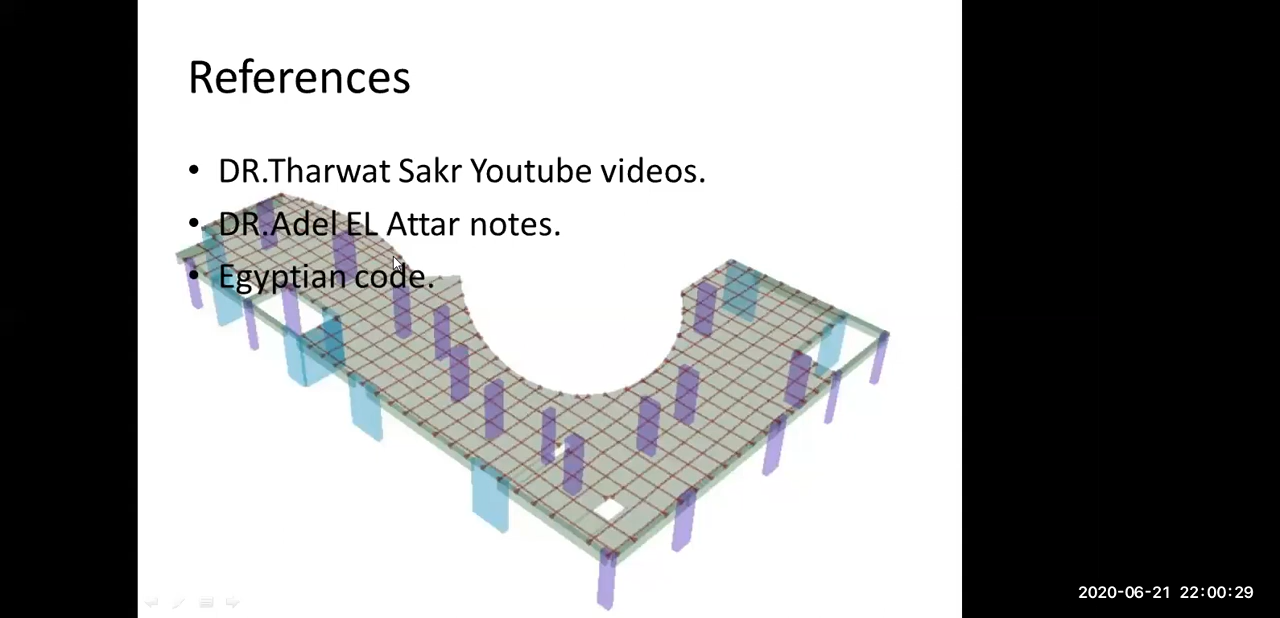 References
• DR.Tharwat Sakr Youtube videos.
• DR.Adel EL Attar notes.
• Egyptian code.
2020-06-21 22:00:29